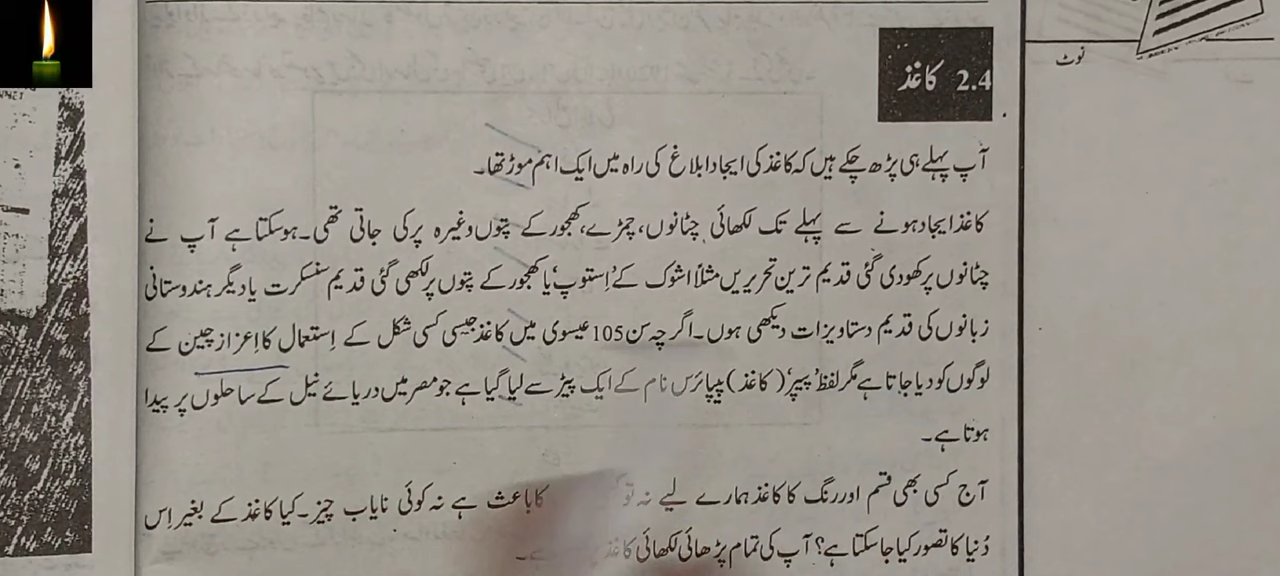 نوٹ
2.4 کاغذ
آپ پہلے ہی پڑھ چکے ہیں کہ کاغذ کی ایجاد ابلاغ کی راہ میں ایک اہم موڑ تھا۔
کاغذ ایجاد ہونے سے پہلے تک لکھائی چٹانوں، چمڑے، کھجور کے پتوں وغیرہ پر کی جاتی تھی۔ ہوسکتا ہے آپ نے
چٹانوں پر کھودی گئی قدیم ترین تحریریں مثلاً اشوک کے ’اِستوپ‘ یا کھجور کے پتوں پر لکھی گئی قدیم سنسکرت یا دیگر ہندوستانی
زبانوں کی قدیم دستاویزات دیکھی ہوں۔ اگرچہ سن 105 عیسوی میں کاغذ جیسی کسی شکل کے اِستعمال کا اِعزاز چین کے
لوگوں کو دیا جاتا ہے مگر لفظ ’پیپر‘ (کاغذ) پیپائرس نام کے ایک پیڑ سے لیا گیا ہے جو مصر میں دریائے نیل کے ساحلوں پر پیدا
ہوتا ہے۔
آج کسی بھی قسم اور رنگ کا کاغذ ہمارے لیے نہ تو کا باعث ہے نہ کوئی نایاب چیز۔ کیا کاغذ کے بغیر اِس
دُنیا کا تصور کیا جاسکتا ہے؟ آپ کی تمام پڑھائی لکھائی کاغذ ہے۔